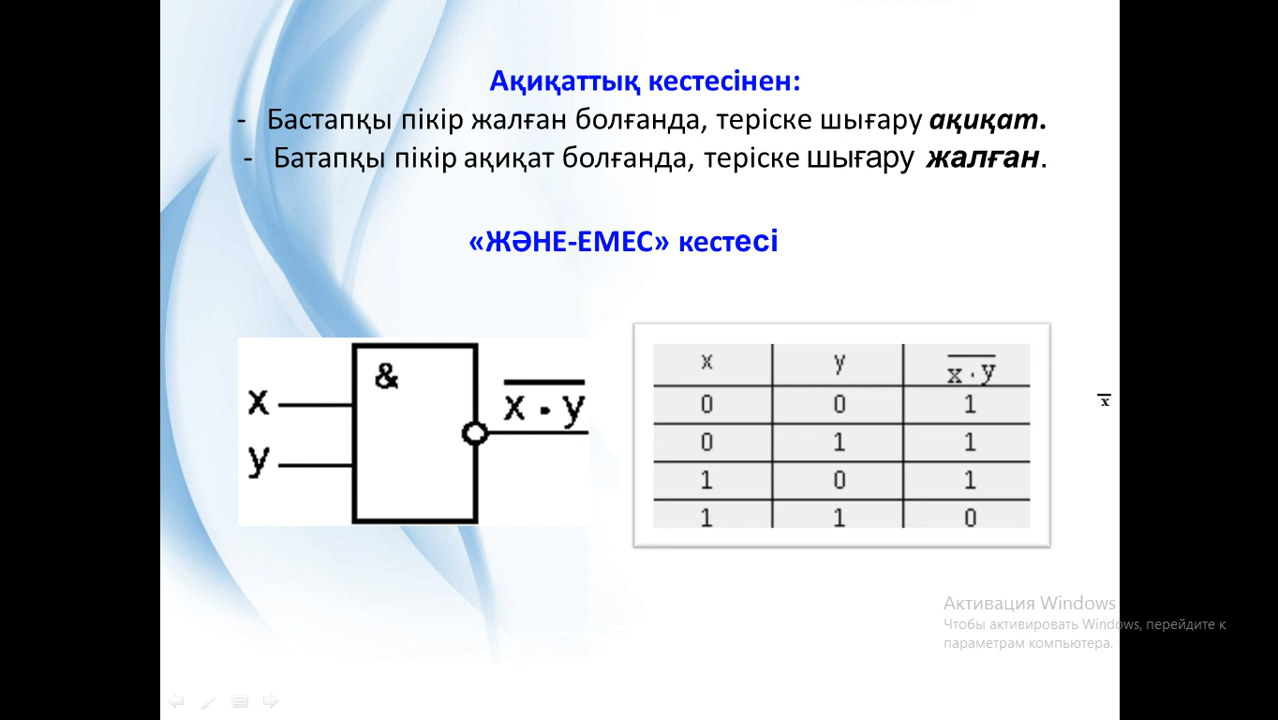 Ақиқаттық кестесінен:
- Бастапқы пікір жалған болғанда, теріске шығару ақиқат.
- Батапқы пікір ақиқат болғанда, теріске шығару жалған.
«ЖӘНЕ-ЕМЕС» кестесі
&
x
y
x̅ ̅·̅ ̅y̅
x y x̅ ̅·̅ ̅y̅
0 0 1
0 1 1
1 0 1
1 1 0
x̅
Активация Windows
Чтобы активировать Windows, перейдите к
параметрам компьютера.